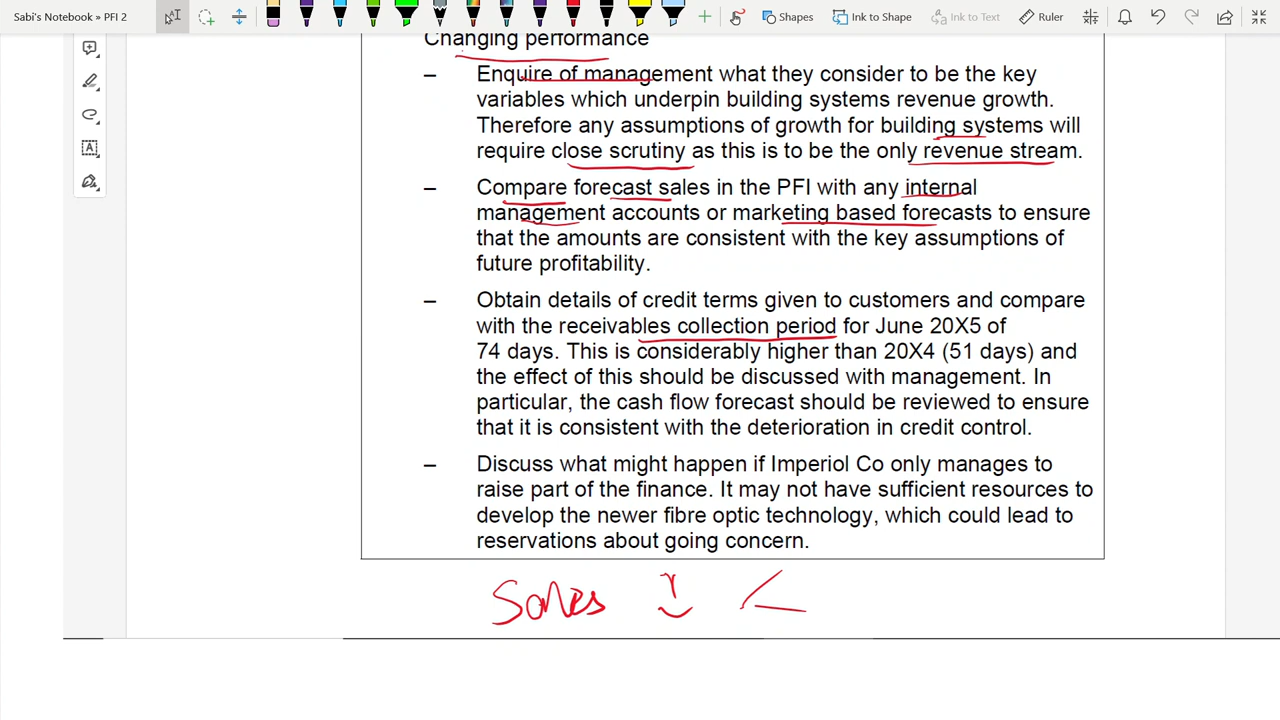 Sabi's Notebook » PFI 2
Shapes
Ink to Shape
Ink to Text
Ruler
Changing performance
– Enquire of management what they consider to be the key
variables which underpin building systems revenue growth.
Therefore any assumptions of growth for building systems will
require close scrutiny as this is to be the only revenue stream.
– Compare forecast sales in the PFI with any internal
management accounts or marketing based forecasts to ensure
that the amounts are consistent with the key assumptions of
future profitability.
– Obtain details of credit terms given to customers and compare
with the receivables collection period for June 20X5 of
74 days. This is considerably higher than 20X4 (51 days) and
the effect of this should be discussed with management. In
particular, the cash flow forecast should be reviewed to ensure
that it is consistent with the deterioration in credit control.
– Discuss what might happen if Imperiol Co only manages to
raise part of the finance. It may not have sufficient resources to
develop the newer fibre optic technology, which could lead to
reservations about going concern.
Sales